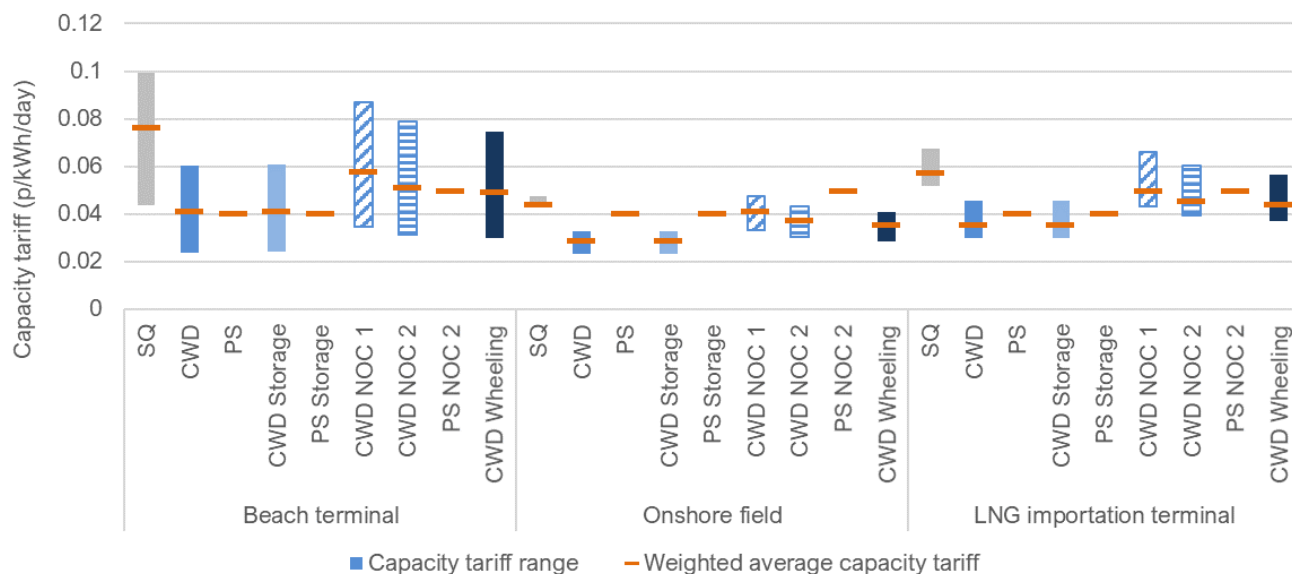 Capacity tariff (p/kWh/day)
0.12
0.1
0.08
0.06
0.04
0.02
0
SQ
CWD
PS
CWD Storage
PS Storage
CWD NOC 1
CWD NOC 2
PS NOC 2
CWD Wheeling
SQ
CWD
PS
CWD Storage
PS Storage
CWD NOC 1
CWD NOC 2
PS NOC 2
CWD Wheeling
SQ
CWD
PS
CWD Storage
PS Storage
CWD NOC 1
CWD NOC 2
PS NOC 2
CWD Wheeling
Beach terminal
Onshore field
LNG importation terminal
Capacity tariff range
Weighted average capacity tariff